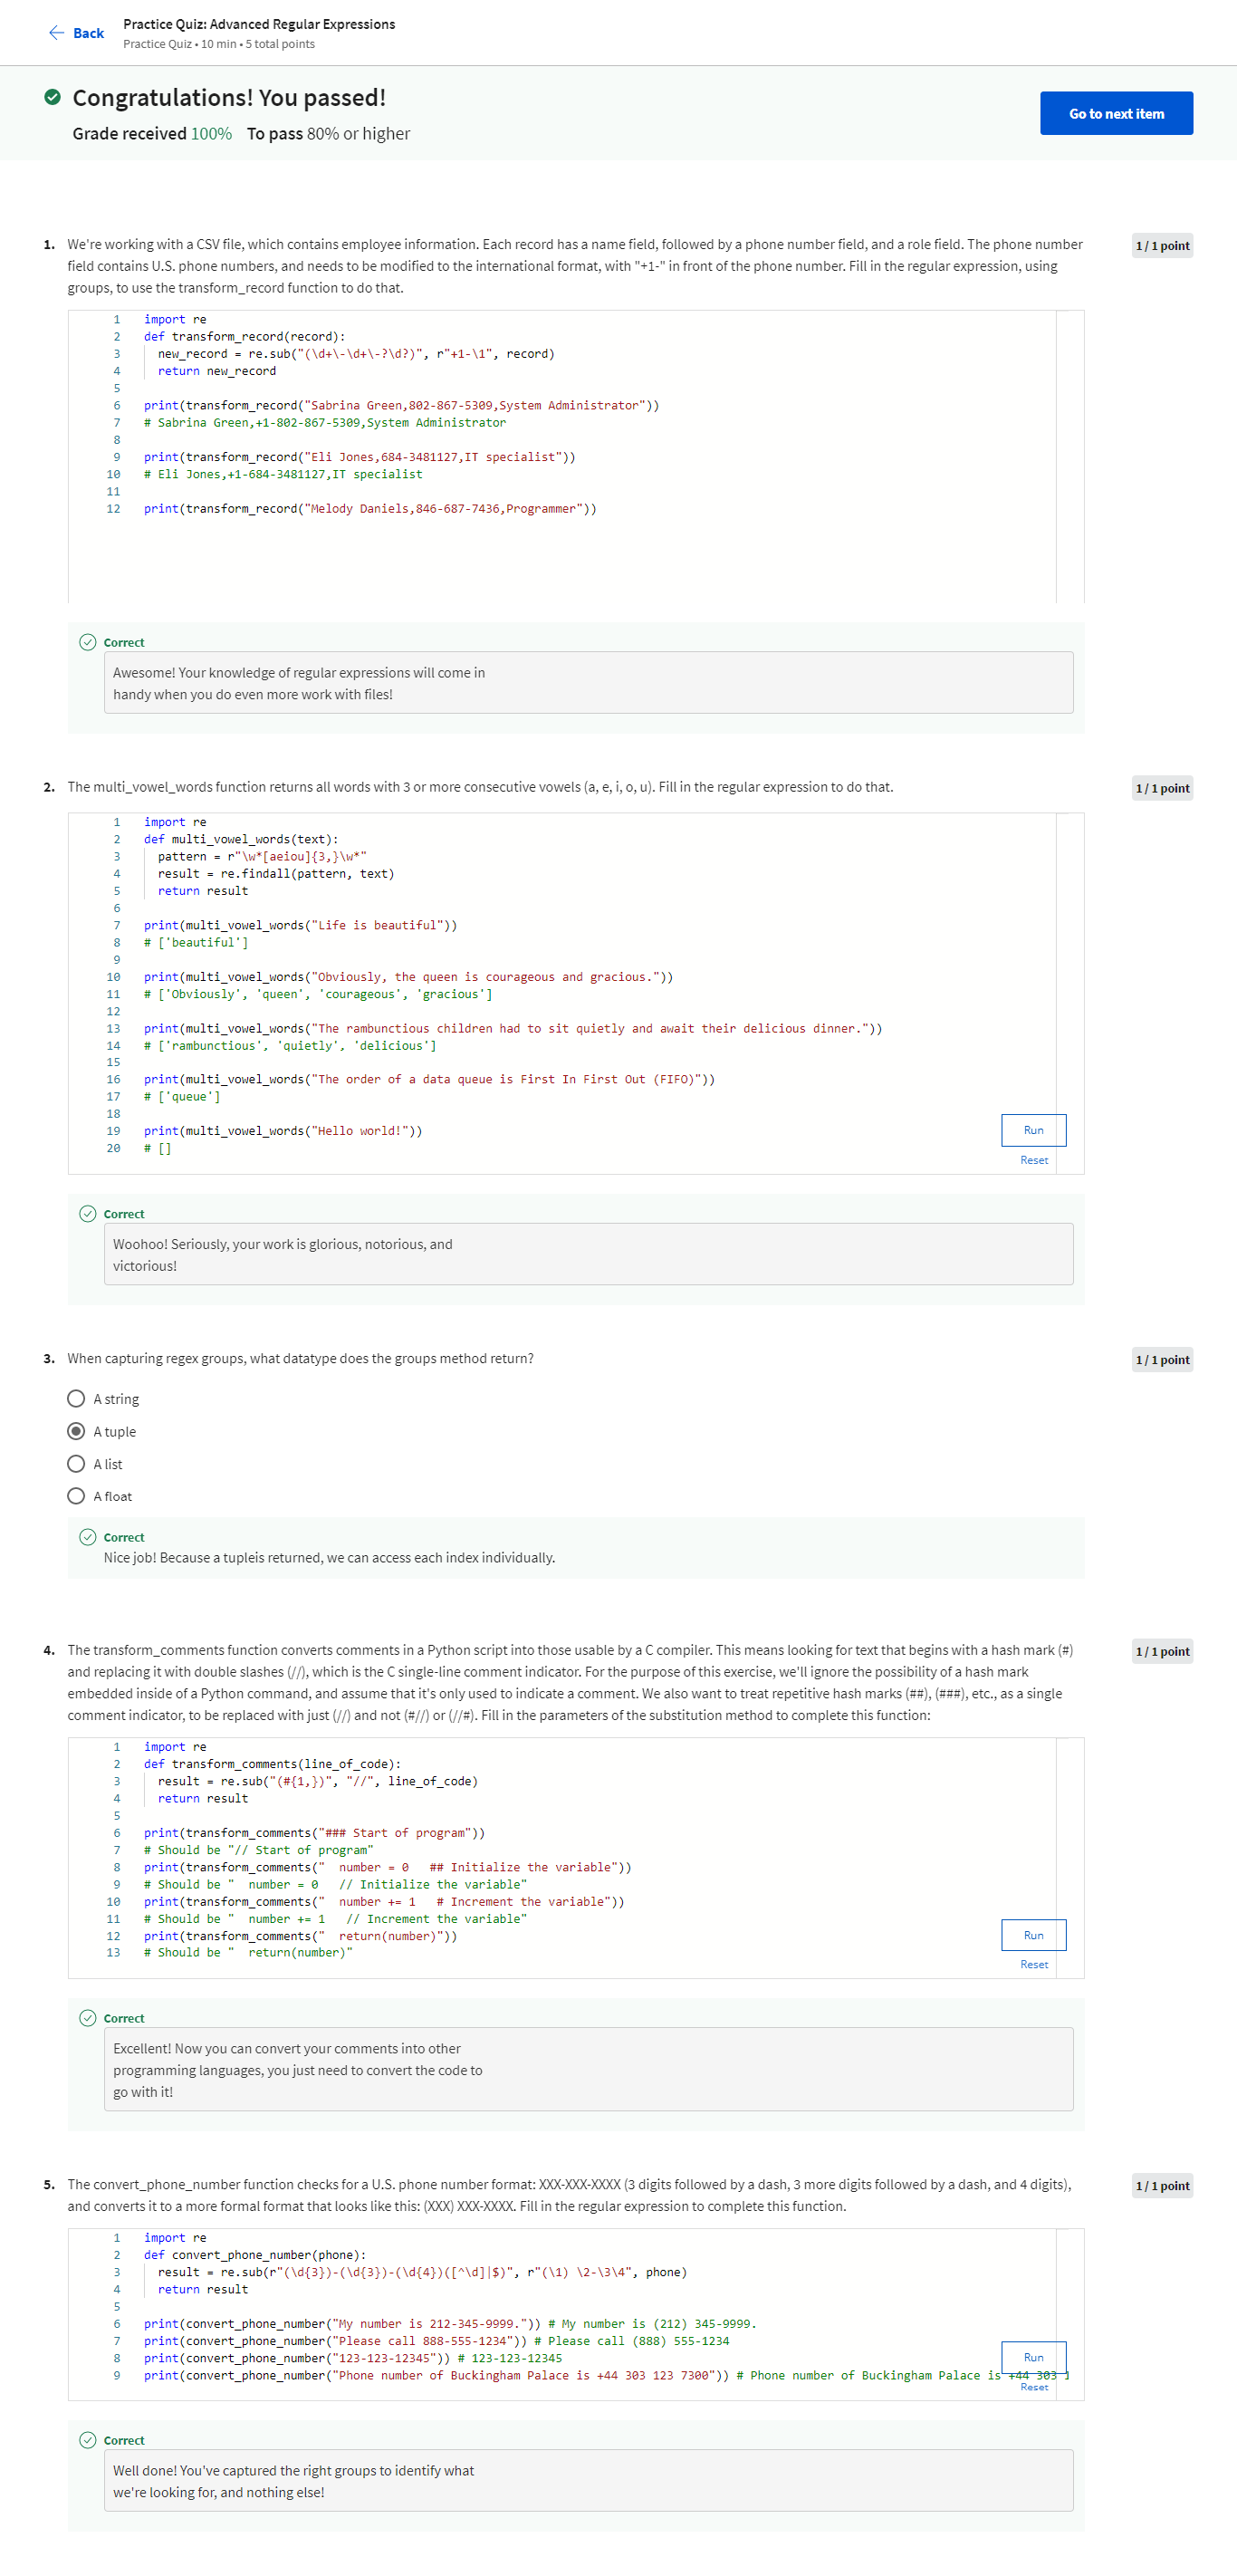 Back
Practice Quiz: Advanced Regular Expressions
Practice Quiz • 10 min • 5 total points
Congratulations! You passed!
Grade received 100% To pass 80% or higher
Go to next item
1. We're working with a CSV file, which contains employee information. Each record has a name field, followed by a phone number field, and a role field. The phone number
field contains U.S. phone numbers, and needs to be modified to the international format, with "+1-" in front of the phone number. Fill in the regular expression, using
groups, to use the transform_record function to do that.
1 / 1 point
1 import re
2 def transform_record(record):
3 new_record = re.sub("(\d+\-\d+\-?\d?)", r"+1-\1", record)
4 return new_record
5
6 print(transform_record("Sabrina Green,802-867-5309,System Administrator"))
7 # Sabrina Green,+1-802-867-5309,System Administrator
8
9 print(transform_record("Eli Jones,684-3481127,IT specialist"))
10 # Eli Jones,+1-684-3481127,IT specialist
11
12 print(transform_record("Melody Daniels,846-687-7436,Programmer"))
Correct
Awesome! Your knowledge of regular expressions will come in
handy when you do even more work with files!
2. The multi_vowel_words function returns all words with 3 or more consecutive vowels (a, e, i, o, u). Fill in the regular expression to do that.
1 / 1 point
1 import re
2 def multi_vowel_words(text):
3 pattern = r"\w*[aeiou]{3,}\w*"
4 result = re.findall(pattern, text)
5 return result
6
7 print(multi_vowel_words("Life is beautiful"))
8 # ['beautiful']
9
10 print(multi_vowel_words("Obviously, the queen is courageous and gracious."))
11 # ['Obviously', 'queen', 'courageous', 'gracious']
12
13 print(multi_vowel_words("The rambunctious children had to sit quietly and await their delicious dinner."))
14 # ['rambunctious', 'quietly', 'delicious']
15
16 print(multi_vowel_words("The order of a data queue is First In First Out (FIFO)"))
17 # ['queue']
18
19 print(multi_vowel_words("Hello world!"))
20 # []
Run
Reset
Correct
Woohoo! Seriously, your work is glorious, notorious, and
victorious!
3. When capturing regex groups, what datatype does the groups method return?
1 / 1 point
A string
A tuple
A list
A float
Correct
Nice job! Because a tupleis returned, we can access each index individually.
4. The transform_comments function converts comments in a Python script into those usable by a C compiler. This means looking for text that begins with a hash mark (#)
and replacing it with double slashes (//), which is the C single-line comment indicator. For the purpose of this exercise, we'll ignore the possibility of a hash mark
embedded inside of a Python command, and assume that it's only used to indicate a comment. We also want to treat repetitive hash marks (##), (###), etc., as a single
comment indicator, to be replaced with just (//) and not (#//) or (//#). Fill in the parameters of the substitution method to complete this function:
1 / 1 point
1 import re
2 def transform_comments(line_of_code):
3 result = re.sub("(#{1,})", "//", line_of_code)
4 return result
5
6 print(transform_comments("### Start of program"))
7 # Should be "// Start of program"
8 print(transform_comments("  number = 0   ## Initialize the variable"))
9 # Should be "  number = 0   // Initialize the variable"
10 print(transform_comments("  number += 1   # Increment the variable"))
11 # Should be "  number += 1   // Increment the variable"
12 print(transform_comments("  return(number)"))
13 # Should be "  return(number)"
Run
Reset
Correct
Excellent! Now you can convert your comments into other
programming languages, you just need to convert the code to
go with it!
5. The convert_phone_number function checks for a U.S. phone number format: XXX-XXX-XXXX (3 digits followed by a dash, 3 more digits followed by a dash, and 4 digits),
and converts it to a more formal format that looks like this: (XXX) XXX-XXXX. Fill in the regular expression to complete this function.
1 / 1 point
1 import re
2 def convert_phone_number(phone):
3 result = re.sub(r"(\d{3})-(\d{3})-(\d{4})([^\d]|$)", r"(\1) \2-\3\4", phone)
4 return result
5
6 print(convert_phone_number("My number is 212-345-9999.")) # My number is (212) 345-9999.
7 print(convert_phone_number("Please call 888-555-1234")) # Please call (888) 555-1234
8 print(convert_phone_number("123-123-12345")) # 123-123-12345
9 print(convert_phone_number("Phone number of Buckingham Palace is +44 303 123 7300")) # Phone number of Buckingham Palace is +44 303 1
Run
Reset
Correct
Well done! You've captured the right groups to identify what
we're looking for, and nothing else!